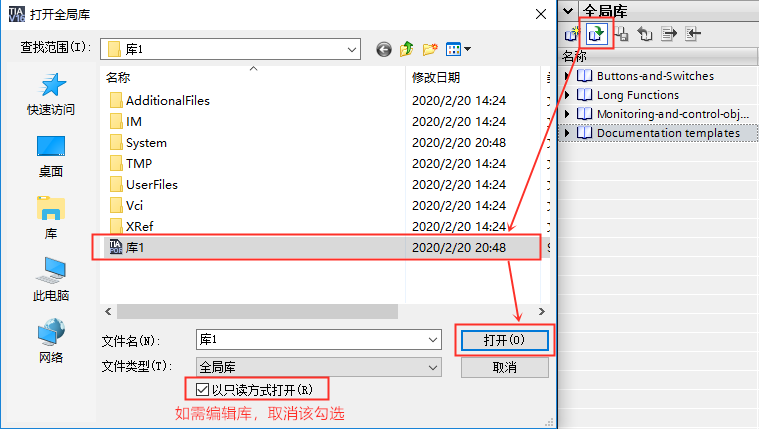 打开全局库
查找范围(I):
库1
快速访问
桌面
库
此电脑
网络
名称
修改日期
AdditionalFiles
2020/2/20 14:24
IM
2020/2/20 14:24
System
2020/2/20 20:48
TMP
2020/2/20 14:24
UserFiles
2020/2/20 14:24
Vci
2020/2/20 14:24
XRef
2020/2/20 14:24
库1
2020/2/20 20:48
文件名(N):
库1
打开(O)
文件类型(T):
全局库
取消
以只读方式打开(R)
如需编辑库，取消该勾选
全局库
名称
Buttons-and-Switches
Long Functions
Monitoring-and-control-obj...
Documentation templates